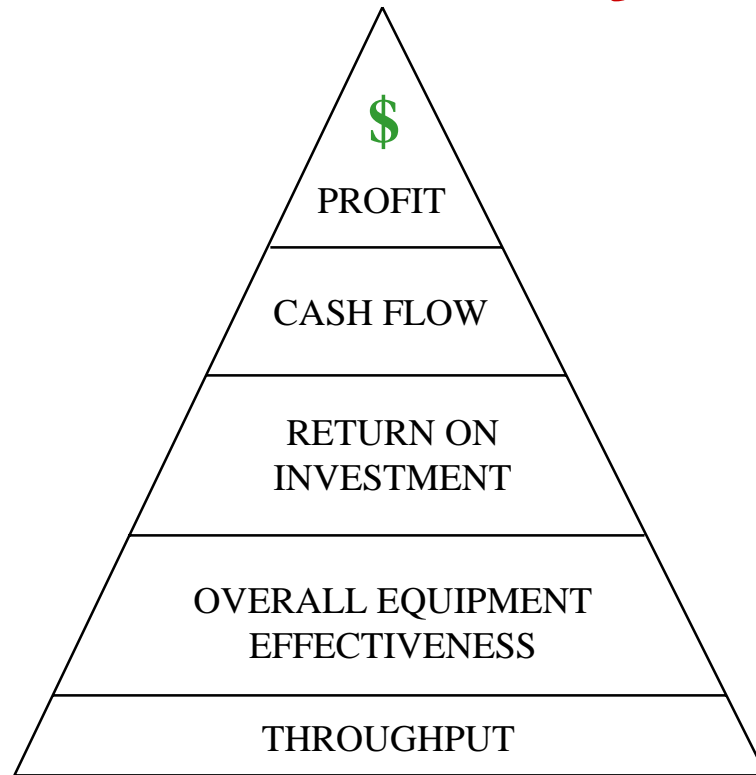 $
PROFIT
CASH FLOW
RETURN ON
INVESTMENT
OVERALL EQUIPMENT
EFFECTIVENESS
THROUGHPUT